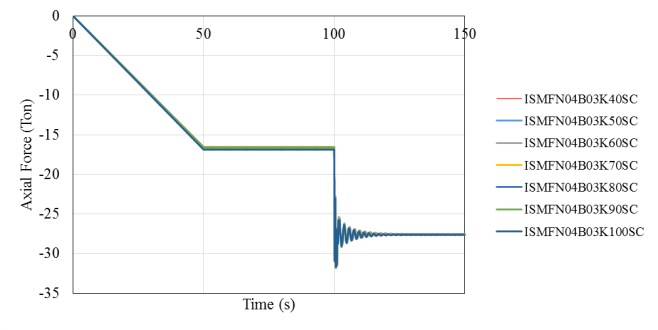 0
0 50 100 150
-5
-10
-15
-20
-25
-30
-35
Axial Force (Ton)
Time (s)
ISMFN04B03K40SC
ISMFN04B03K50SC
ISMFN04B03K60SC
ISMFN04B03K70SC
ISMFN04B03K80SC
ISMFN04B03K90SC
ISMFN04B03K100SC